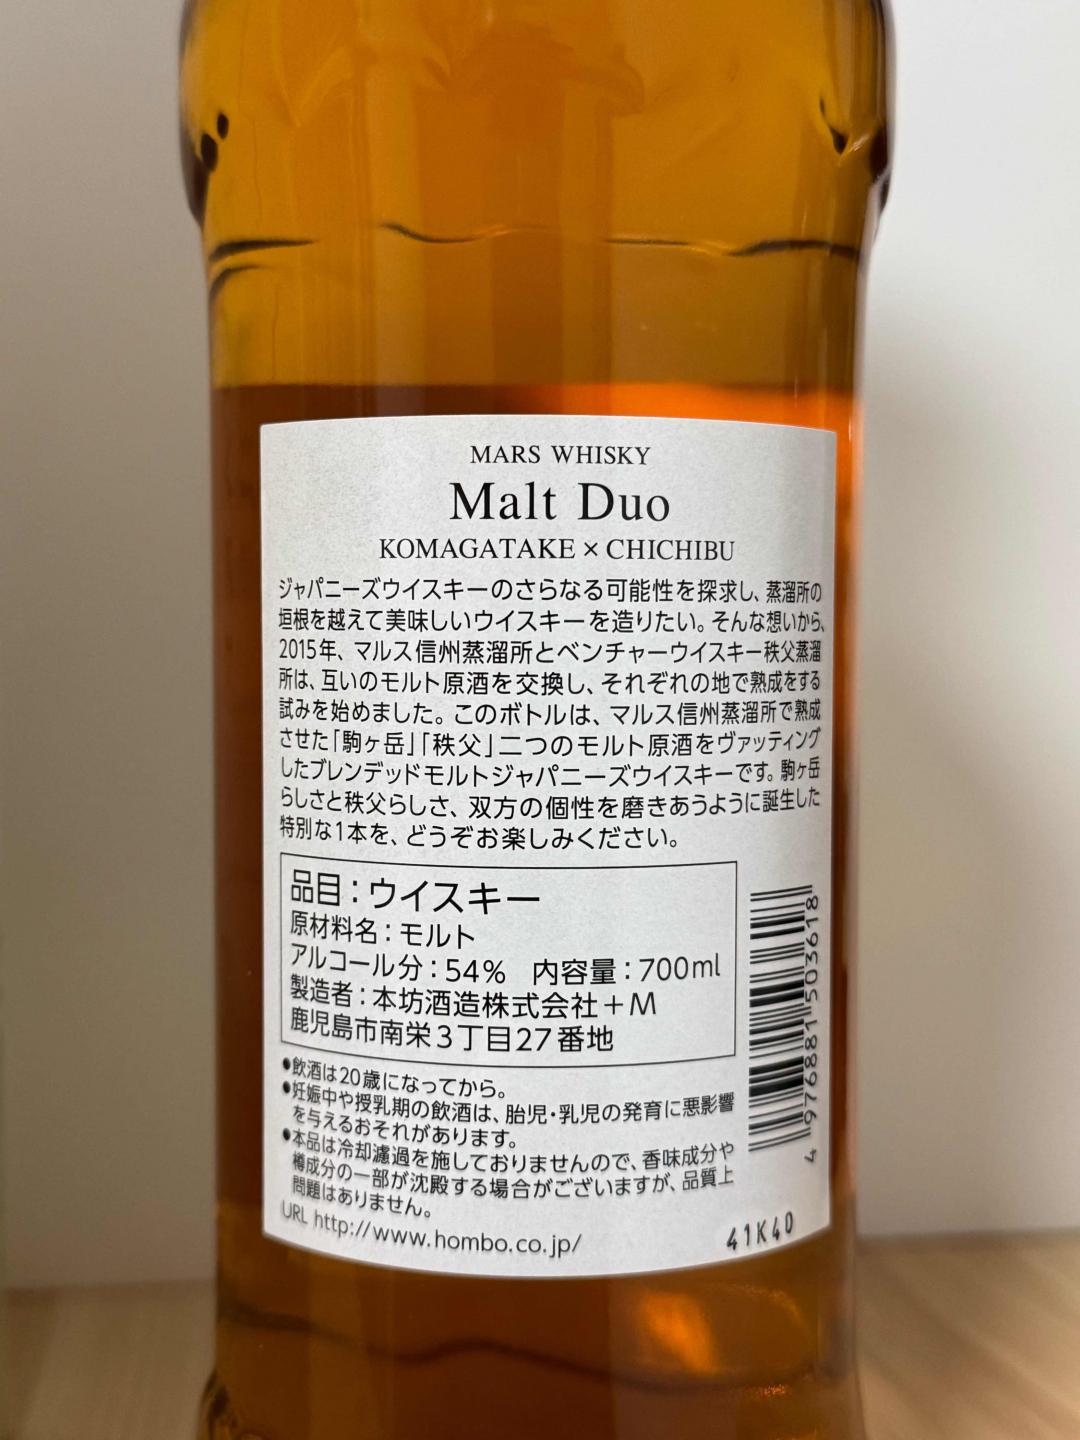 MARS WHISKY
Malt Duo
KOMAGATAKE × CHICHIBU
ジャパニーズウイスキーのさらなる可能性を探求し、蒸溜所の
垣根を越えて美味しいウイスキーを造りたい。そんな想いから、
2015年、マルス信州蒸溜所とベンチャーウイスキー秩父蒸溜
所は、互いのモルト原酒を交換し、それぞれの地で熟成をする
試みを始めました。このボトルは、マルス信州蒸溜所で熟成
させた「駒ヶ岳」「秩父」二つのモルト原酒をヴァッティング
したブレンデッドモルトジャパニーズウイスキーです。駒ヶ岳
らしさと秩父らしさ、双方の個性を磨きあうように誕生した
特別な1本を、どうぞお楽しみください。
品目：ウイスキー
原材料名：モルト
アルコール分：54% 内容量：700ml
製造者：本坊酒造株式会社＋M
鹿児島市南栄3丁目27番地
●飲酒は20歳になってから。
●妊娠中や授乳期の飲酒は、胎児・乳児の発育に悪影響
を与えるおそれがあります。
●本品は冷却濾過を施しておりませんので、香味成分や
樽成分の一部が沈殿する場合がございますが、品質上
問題はありません。
URL http://www.hombo.co.jp/
41K40
4 976881 503618